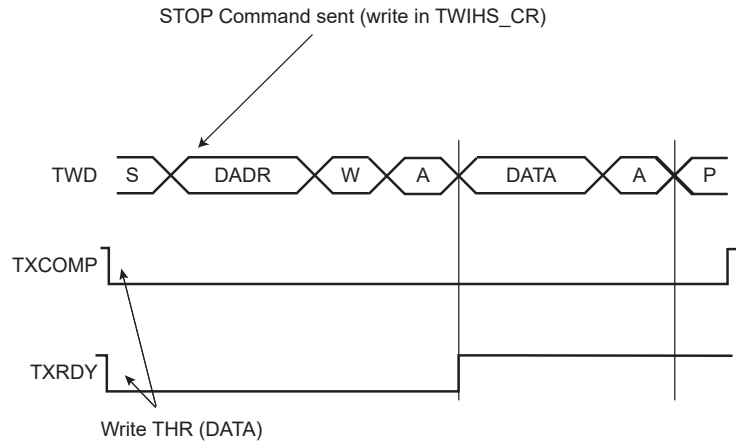 STOP Command sent (write in TWIHS_CR)
TWD S DADR W A DATA A P
TXCOMP
TXRDY
Write THR (DATA)